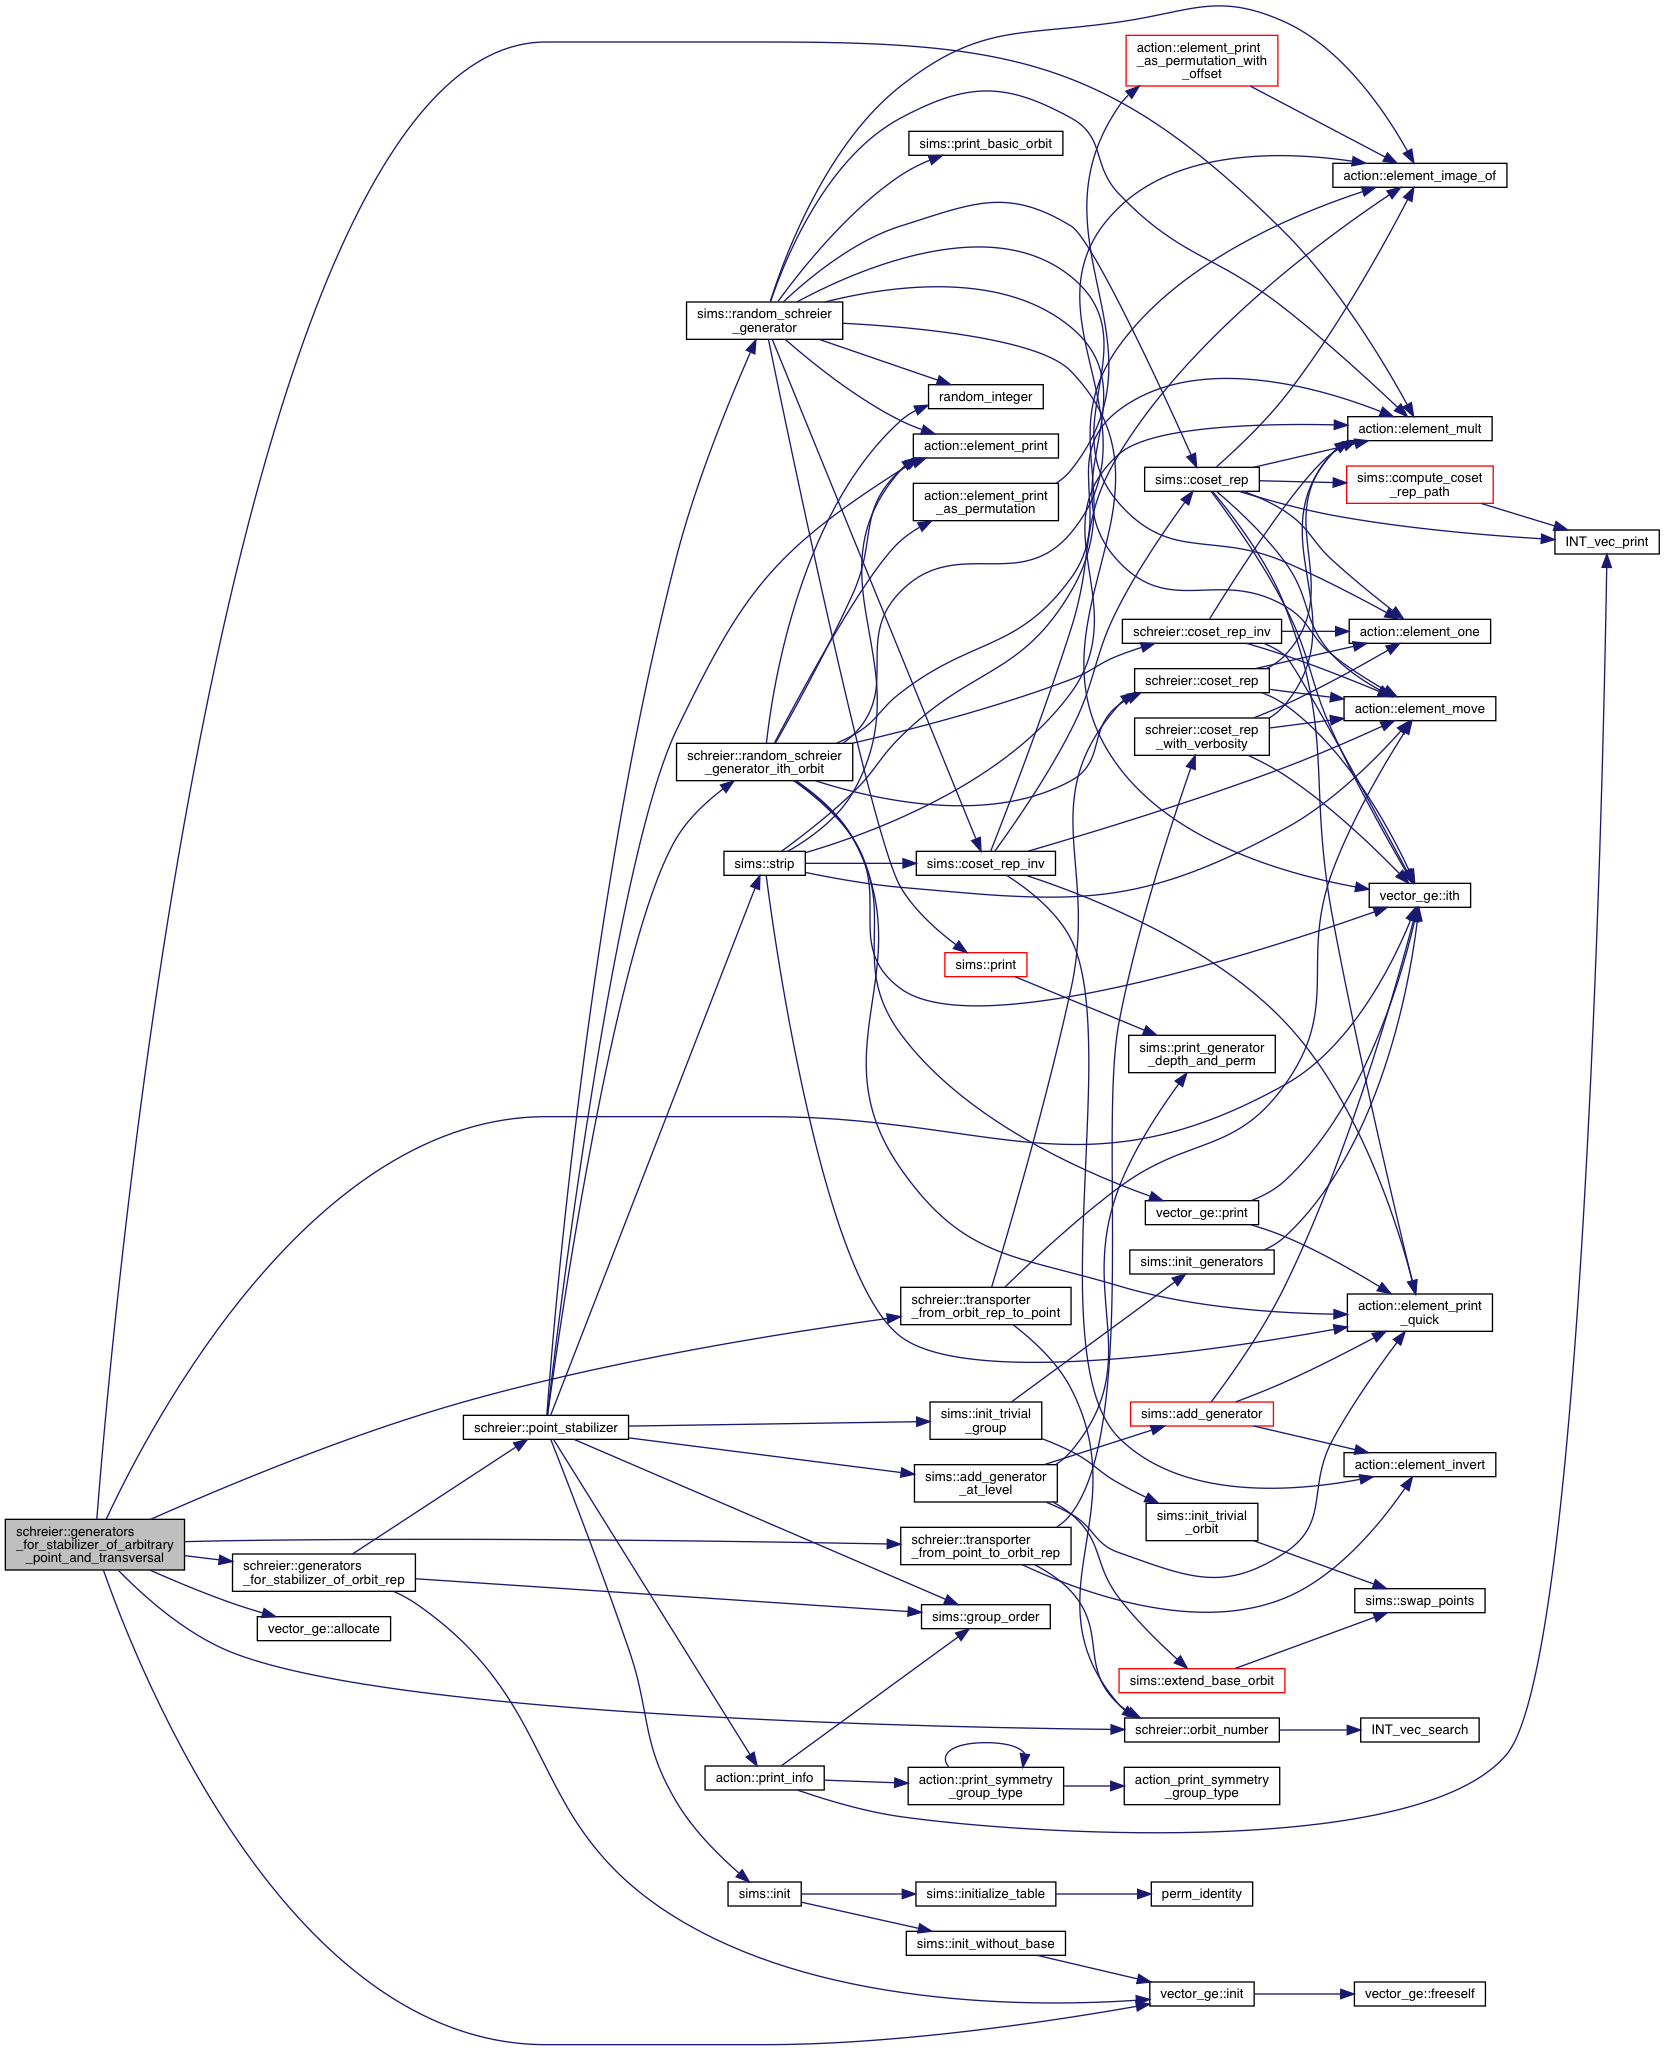 action::element_print
_as_permutation_with
_offset
sims::print_basic_orbit
action::element_image_of
sims::random_schreier
_generator
random_integer
action::element_print
action::element_mult
sims::coset_rep
sims::compute_coset
_rep_path
action::element_print
_as_permutation
INT_vec_print
schreier::coset_rep_inv
action::element_one
schreier::coset_rep
action::element_move
schreier::coset_rep
_with_verbosity
schreier::random_schreier
_generator_ith_orbit
sims::strip
sims::coset_rep_inv
vector_ge::ith
sims::print
sims::print_generator
_depth_and_perm
vector_ge::print
sims::init_generators
schreier::transporter
_from_orbit_rep_to_point
action::element_print
_quick
schreier::point_stabilizer
sims::init_trivial
_group
sims::add_generator
action::element_invert
sims::add_generator
_at_level
sims::init_trivial
_orbit
schreier::generators
_for_stabilizer_of_arbitrary
_point_and_transversal
schreier::transporter
_from_point_to_orbit_rep
schreier::generators
_for_stabilizer_of_orbit_rep
sims::swap_points
sims::group_order
vector_ge::allocate
sims::extend_base_orbit
schreier::orbit_number
INT_vec_search
action::print_info
action::print_symmetry
_group_type
action_print_symmetry
_group_type
sims::init
sims::initialize_table
perm_identity
sims::init_without_base
vector_ge::init
vector_ge::freeself